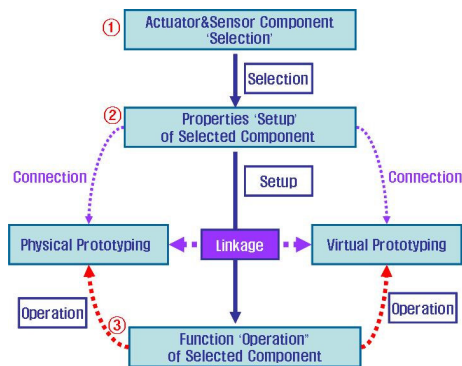 ① Actuator&Sensor Component
'Selection'
Selection
② Properties 'Setup'
of Selected Component
Connection
Setup
Connection
Physical Prototyping
Linkage
Virtual Prototyping
Operation
Operation
③ Function 'Operation"
of Selected Component